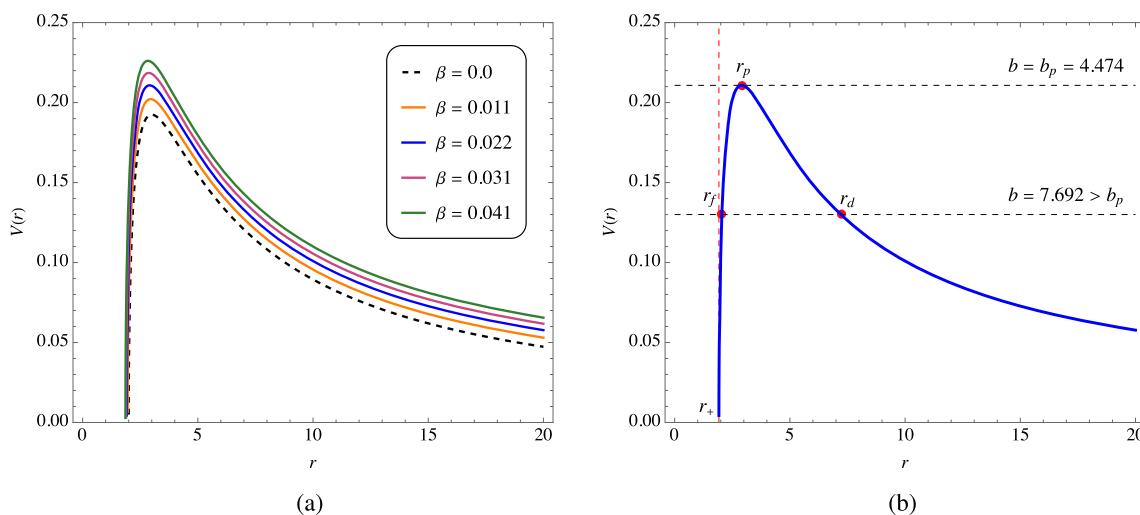 0.25
0.20
0.15
0.10
0.05
0.00
V(r)
0
5
10
15
20
r
β = 0.0
β = 0.011
β = 0.022
β = 0.031
β = 0.041
(a)
0.25
0.20
0.15
0.10
0.05
0.00
V(r)
r_p
b = b_p = 4.474
r_f
r_d
b = 7.692 > b_p
r_+
0
5
10
15
20
r
(b)